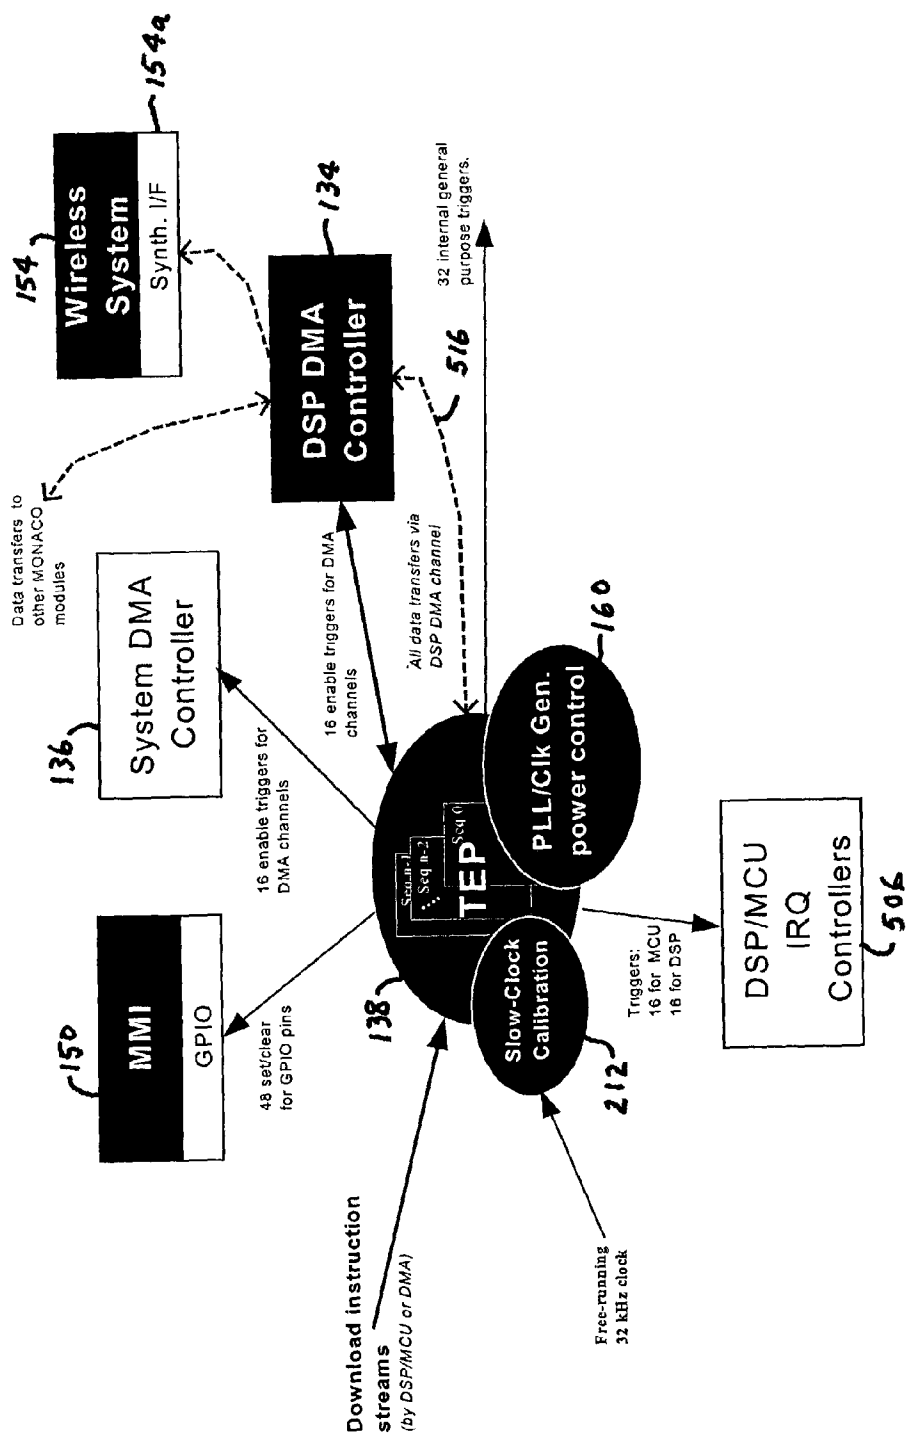 150
MMI
GPIO
48 set/clear
for GPIO pins
136
System DMA
Controller
16 enable triggers for
DMA channels
Data transfers to
other MONACO
modules
154
Wireless
System
Synth. I/F
154a
134
DSP DMA
Controller
16 enable triggers for DMA
channels
All data transfers via
DSP DMA channel
516
32 internal general
purpose triggers.
Download instruction
streams
(by DSP/MCU or DMA)
138
Seq n-1
Seq n-2
Seq 0
TEP
Slow-Clock
Calibration
212
PLL/Clk Gen.
power control
160
Free-running
32 kHz clock
Triggers:
16 for MCU
16 for DSP
DSP/MCU
IRQ
Controllers
506